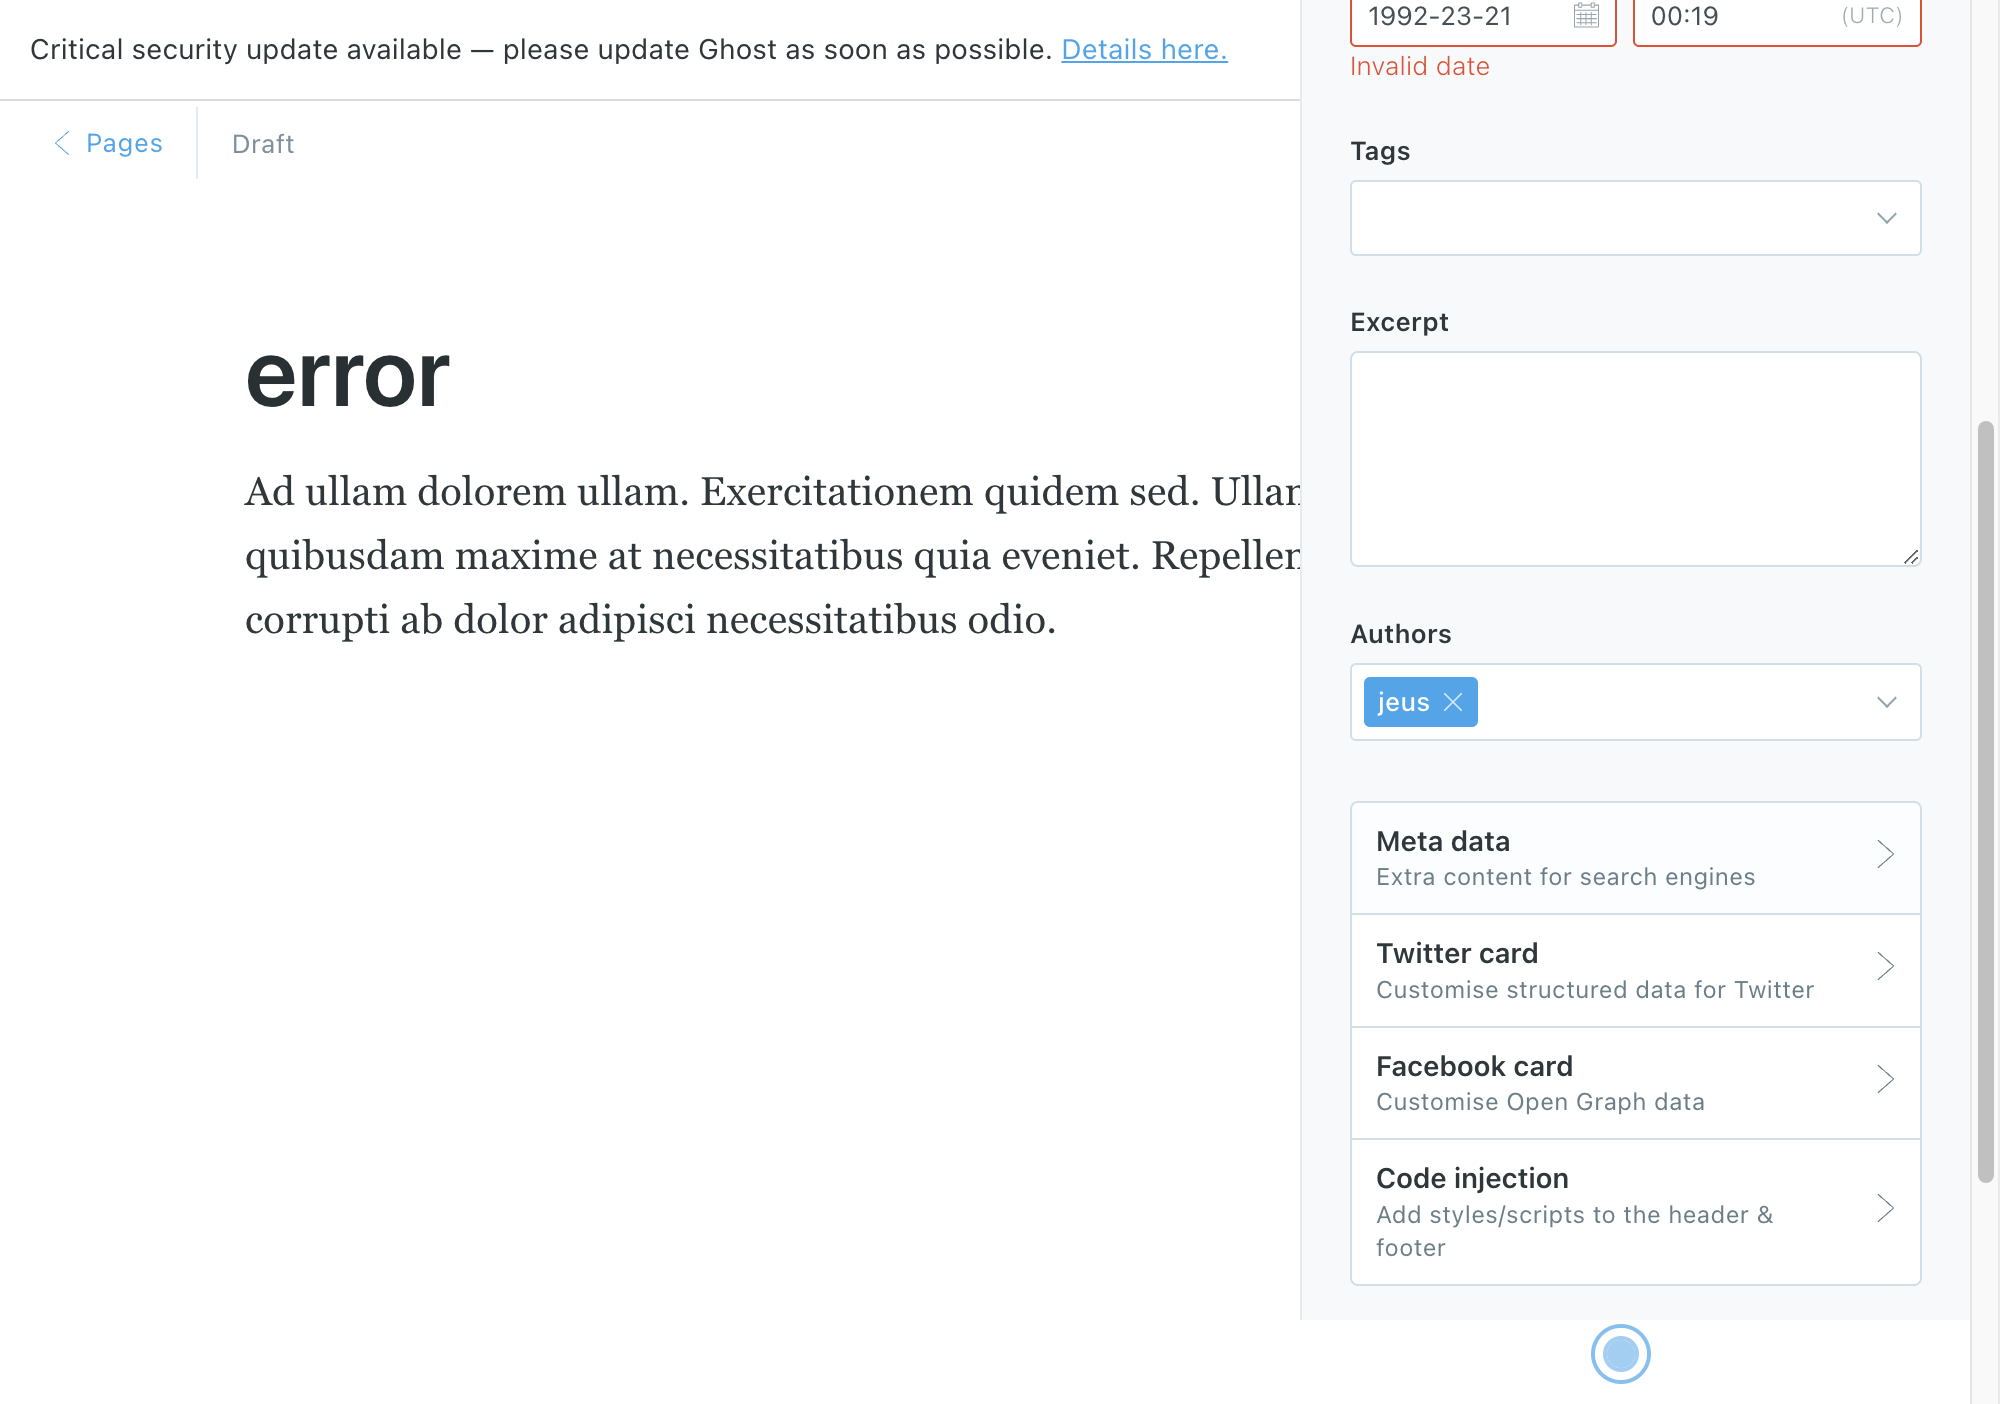 Critical security update available — please update Ghost as soon as possible. Details here.
Pages
Draft
error
Ad ullam dolorem ullam. Exercitationem quidem sed.
quibusdam maxime at necessitatibus quia eveniet.
corrupti ab dolor adipisci necessitatibus odio.
1992-23-21
00:19 (UTC)
Invalid date
Tags
Excerpt
Authors
jeus
Meta data
Extra content for search engines
Twitter card
Customise structured data for Twitter
Facebook card
Customise Open Graph data
Code injection
Add styles/scripts to the header &
footer